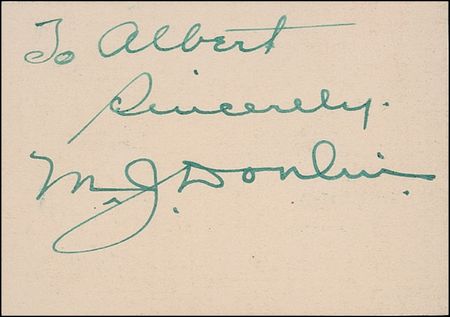 To Albert
Sincerely.
M. J. Donlin.